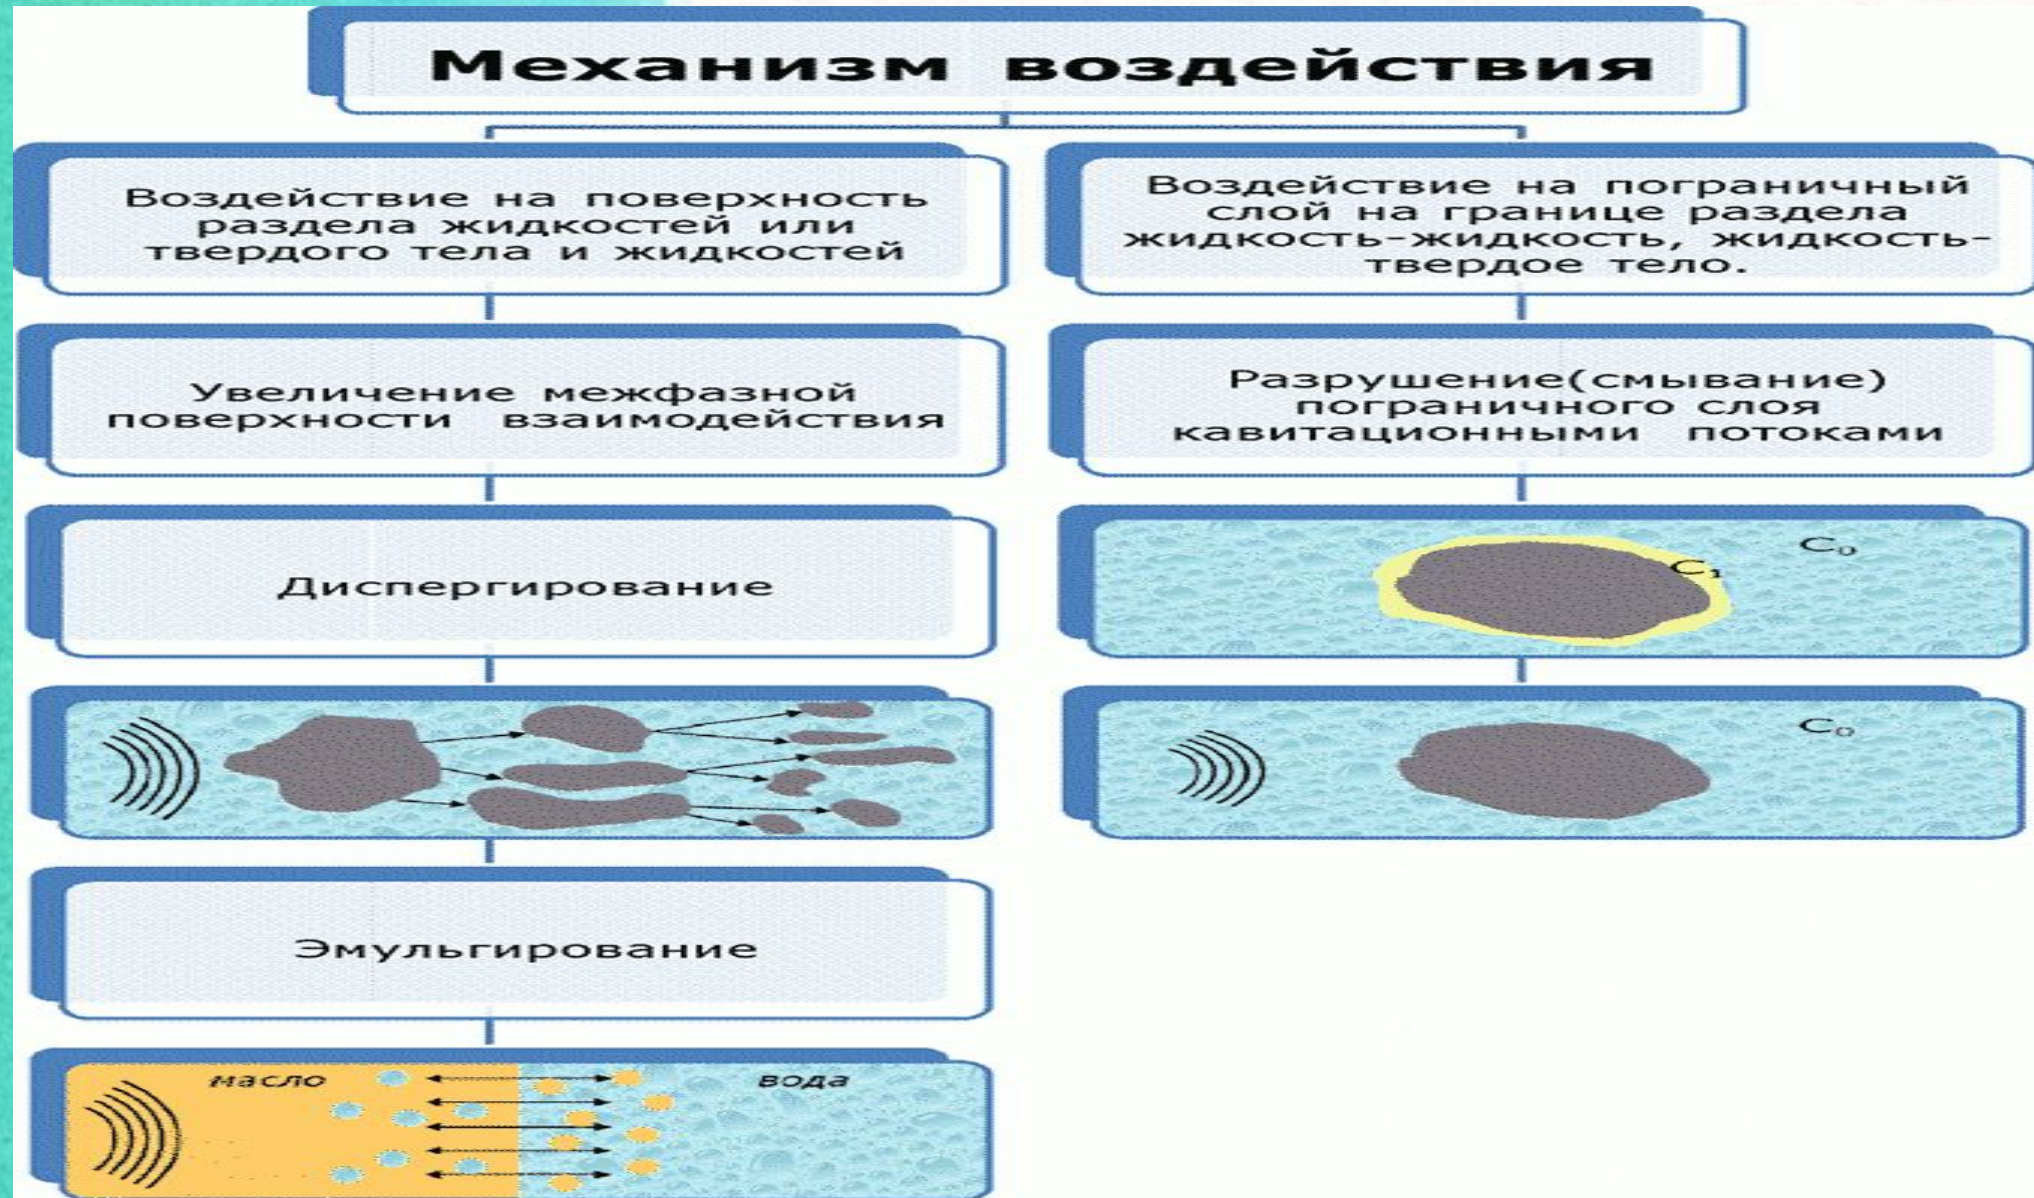 Механизм воздействия
Воздействие на поверхность
раздела жидкостей или
твердого тела и жидкостей
Увеличение межфазной
поверхности взаимодействия
Диспергирование
Эмульгирование
масло
вода
Воздействие на пограничный
слой на границе раздела
жидкость-жидкость, жидкость-
твердое тело.
Разрушение(смывание)
пограничного слоя
кавитационными потоками
C₀
C₁
C₀